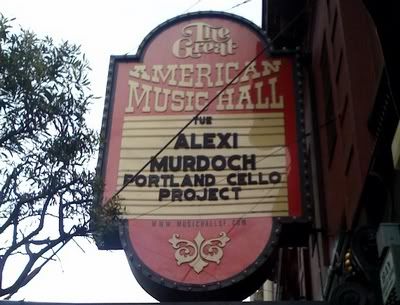 The
Great
AMERICAN
MUSIC HALL
TUE
ALEXI
MURDOCH
PORTLAND CELLO
PROJECT
WWW.MUSICHALLSF.COM